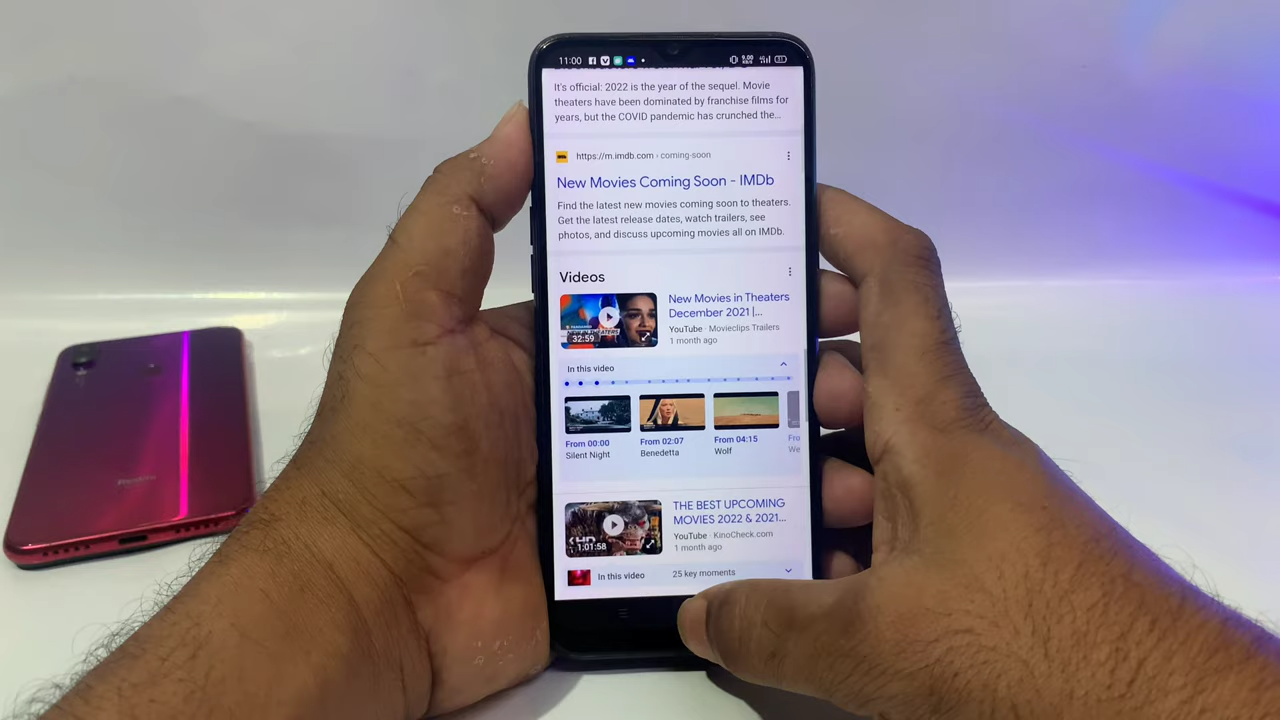 11:00
9.00
KB/S
It's official: 2022 is the year of the sequel. Movie
theaters have been dominated by franchise films for
years, but the COVID pandemic has crunched the...
https://m.imdb.com › coming-soon
New Movies Coming Soon - IMDb
Find the latest new movies coming soon to theaters.
Get the latest release dates, watch trailers, see
photos, and discuss upcoming movies all on IMDb.
Videos
New Movies in Theaters
December 2021 |...
YouTube · Movieclips Trailers
1 month ago
32:59
In this video
From 00:00
Silent Night
From 02:07
Benedetta
From 04:15
Wolf
Fro
We
THE BEST UPCOMING
MOVIES 2022 & 2021...
YouTube · KinoCheck.com
1 month ago
1:01:58
In this video
25 key moments
Redmi